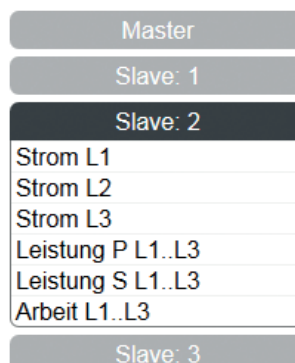 Master
Slave: 1
Slave: 2
Strom L1
Strom L2
Strom L3
Leistung P L1..L3
Leistung S L1..L3
Arbeit L1..L3
Slave: 3